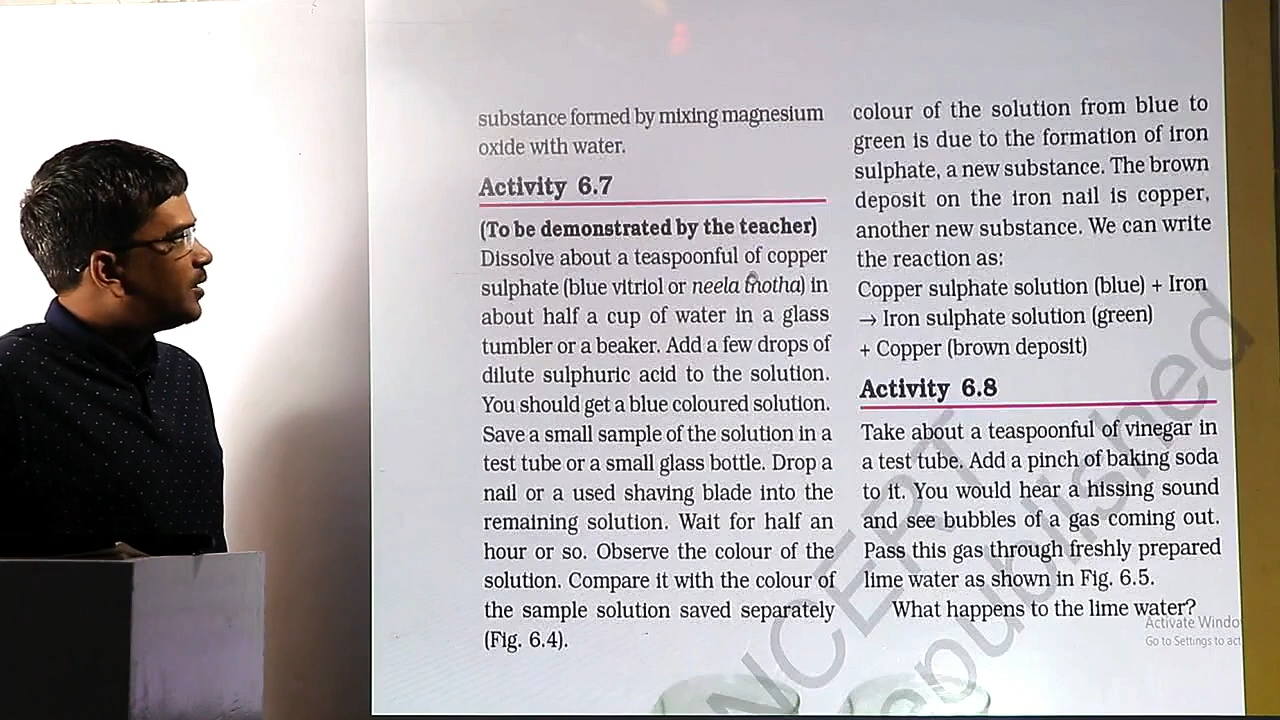 substance formed by mixing magnesium
oxide with water.
Activity 6.7
(To be demonstrated by the teacher)
Dissolve about a teaspoonful of copper
sulphate (blue vitriol or neela thotha) in
about half a cup of water in a glass
tumbler or a beaker. Add a few drops of
dilute sulphuric acid to the solution.
You should get a blue coloured solution.
Save a small sample of the solution in a
test tube or a small glass bottle. Drop a
nail or a used shaving blade into the
remaining solution. Wait for half an
hour or so. Observe the colour of the
solution. Compare it with the colour of
the sample solution saved separately
(Fig. 6.4).
colour of the solution from blue to
green is due to the formation of iron
sulphate, a new substance. The brown
deposit on the iron nail is copper,
another new substance. We can write
the reaction as:
Copper sulphate solution (blue) + Iron
→ Iron sulphate solution (green)
+ Copper (brown deposit)
Activity 6.8
Take about a teaspoonful of vinegar in
a test tube. Add a pinch of baking soda
to it. You would hear a hissing sound
and see bubbles of a gas coming out.
Pass this gas through freshly prepared
lime water as shown in Fig. 6.5.
What happens to the lime water?
Activate Windo
Go to Settings to act
NCERT
epublished